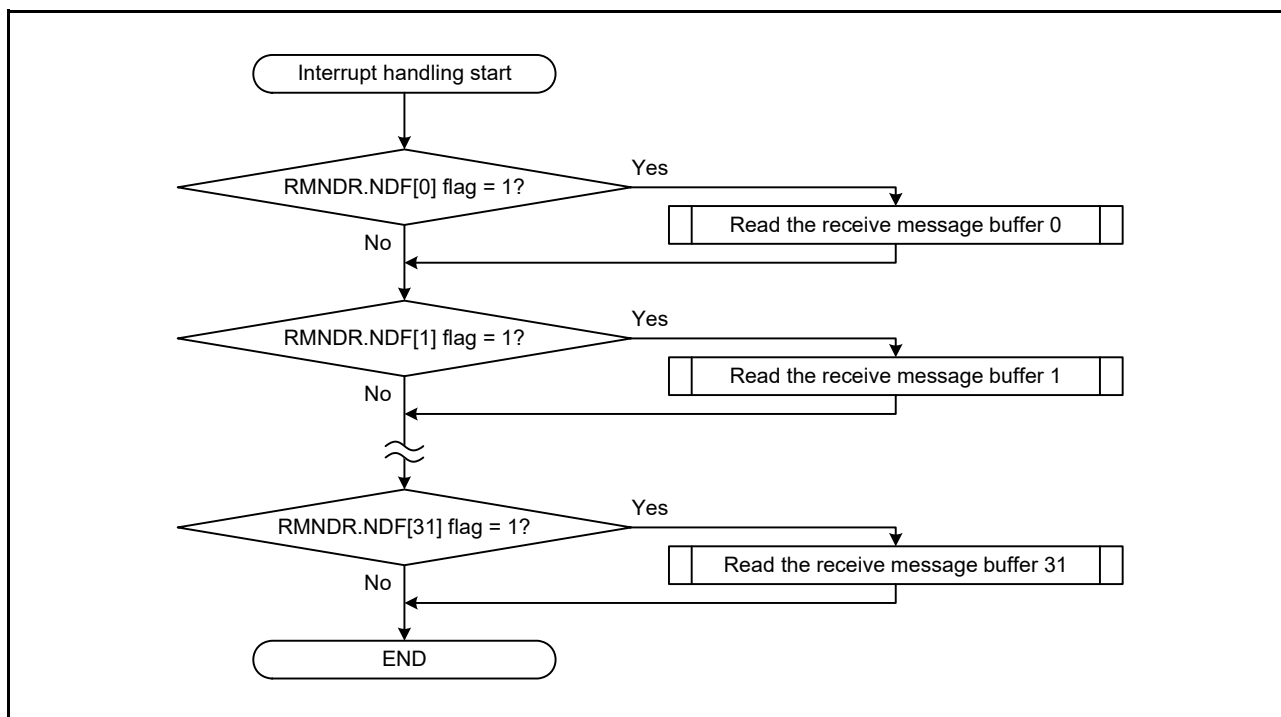 Interrupt handling start
RMNDR.NDF[0] flag = 1?
Yes
Read the receive message buffer 0
No
RMNDR.NDF[1] flag = 1?
Yes
Read the receive message buffer 1
No
RMNDR.NDF[31] flag = 1?
Yes
Read the receive message buffer 31
No
END